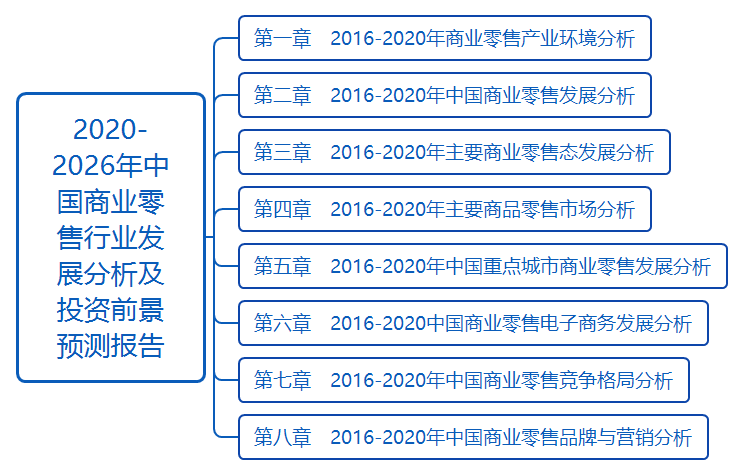 2020-
2026年中
国商业零
售行业发
展分析及
投资前景
预测报告
第一章 2016-2020年商业零售产业环境分析
第二章 2016-2020年中国商业零售发展分析
第三章 2016-2020年主要商业零售态发展分析
第四章 2016-2020年主要商品零售市场分析
第五章 2016-2020年中国重点城市商业零售发展分析
第六章 2016-2020中国商业零售电子商务发展分析
第七章 2016-2020年中国商业零售竞争格局分析
第八章 2016-2020年中国商业零售品牌与营销分析